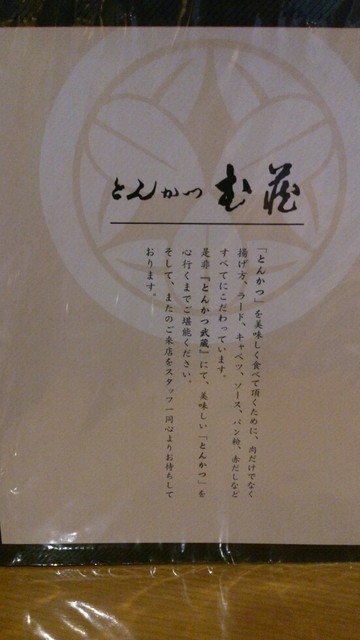 とんかつ む蔵
「とんかつ」を美味しく食べて頂くために、肉だけでなく
揚げ方、ラード、キャベツ、ソース、パン粉、赤だしなど
すべてにこだわっています。
是非『とんかつ武蔵』にて、美味しい『とんかつ』を
心行くまでご堪能ください。
そして、またのご来店をスタッフ一同心よりお待ちして
おります。